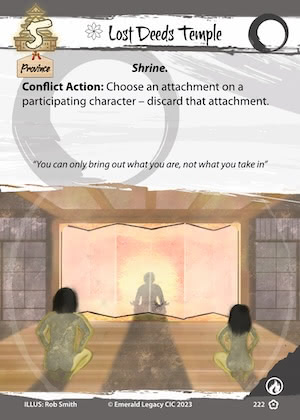 5
Lost Deeds Temple
Province
Shrine.
Conflict Action: Choose an attachment on a
participating character – discard that attachment.
"You can only bring out what you are, not what you take in"
ILLUS: Rob Smith
© Emerald Legacy CIC 2023
222